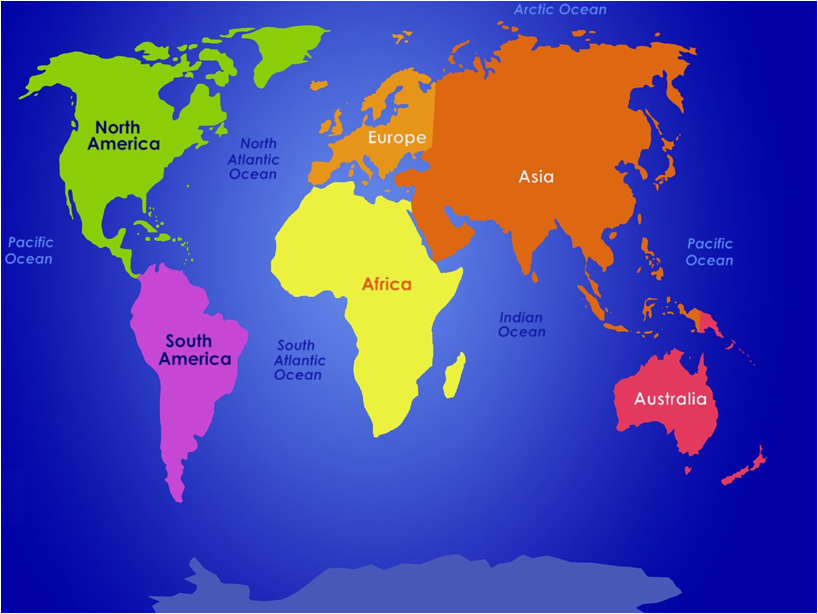 Arctic Ocean
North
America
North
Atlantic
Ocean
Europe
Asia
Pacific
Ocean
Pacific
Ocean
Africa
Indian
Ocean
South
America
South
Atlantic
Ocean
Australia